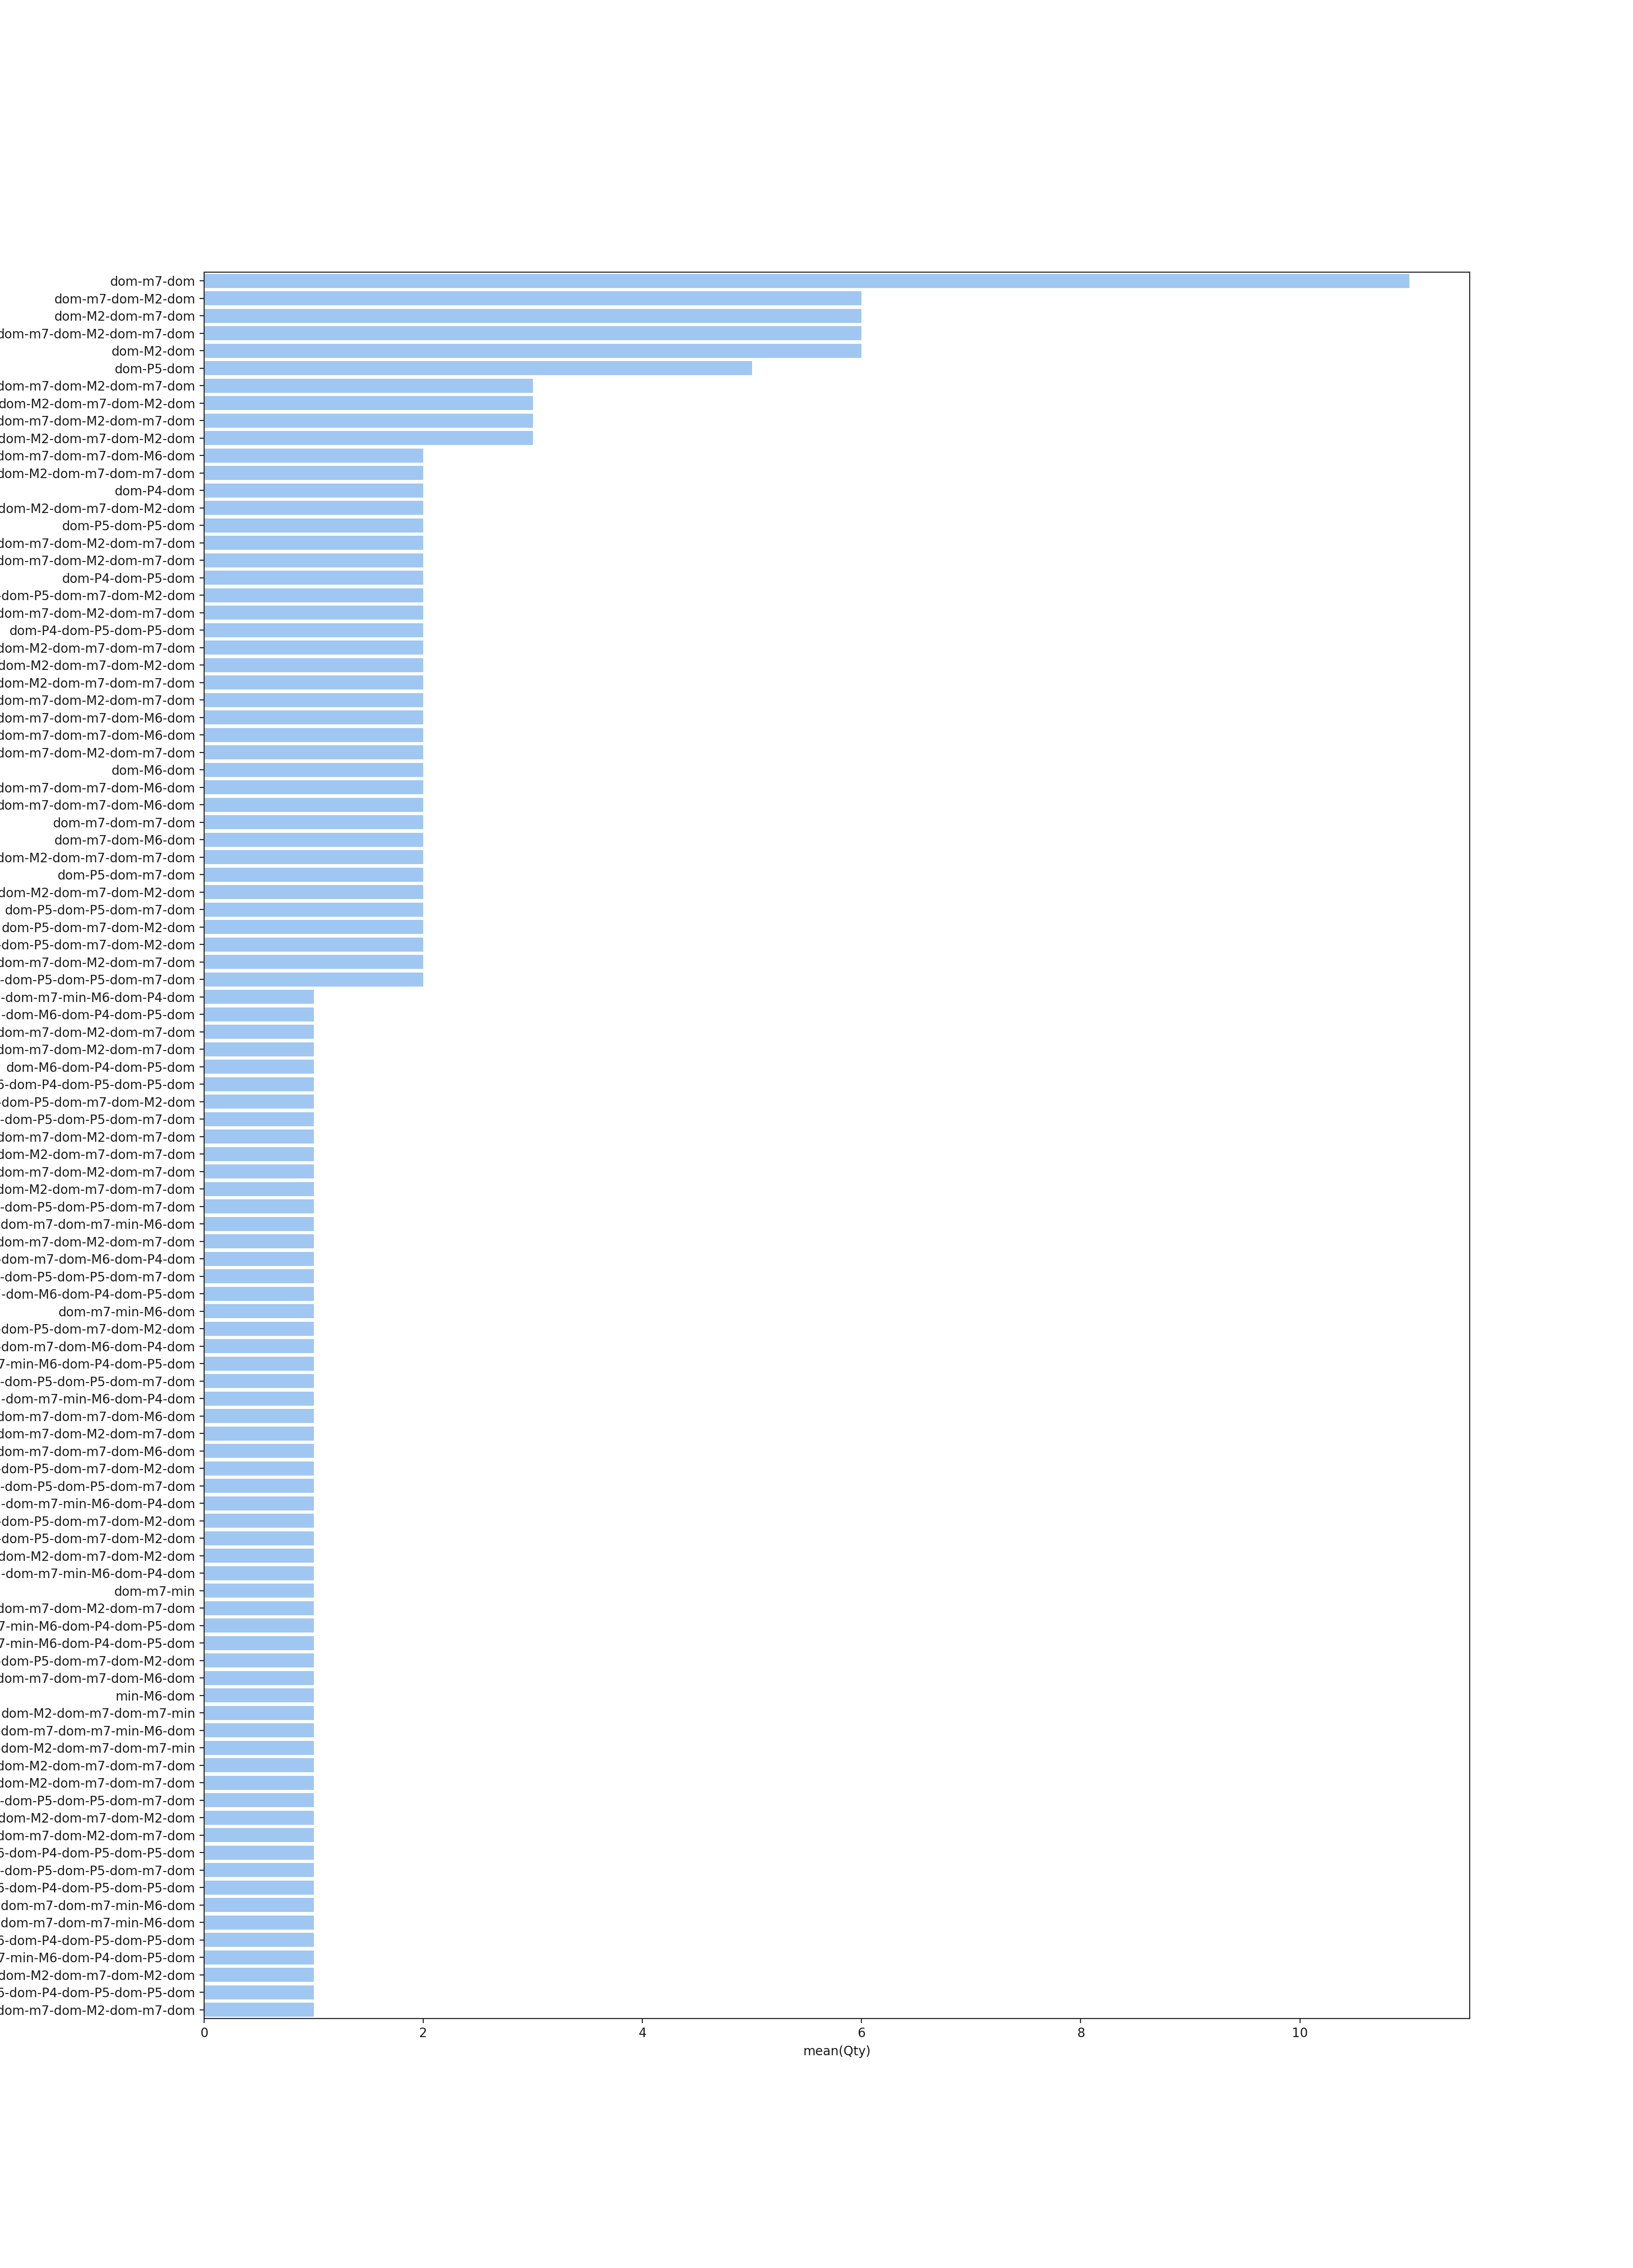 dom-m7-dom
dom-m7-dom-M2-dom
dom-M2-dom-m7-dom
dom-m7-dom-M2-dom-m7-dom
dom-M2-dom
dom-P5-dom
dom-m7-dom-M2-dom-m7-dom
dom-M2-dom-m7-dom-M2-dom
dom-m7-dom-M2-dom-m7-dom
dom-M2-dom-m7-dom-M2-dom
dom-m7-dom-m7-dom-M6-dom
dom-M2-dom-m7-dom-m7-dom
dom-P4-dom
dom-M2-dom-m7-dom-M2-dom
dom-P5-dom-P5-dom
dom-m7-dom-M2-dom-m7-dom
dom-m7-dom-M2-dom-m7-dom
dom-P4-dom-P5-dom
-dom-P5-dom-m7-dom-M2-dom
dom-m7-dom-M2-dom-m7-dom
dom-P4-dom-P5-dom-P5-dom
dom-M2-dom-m7-dom-m7-dom
dom-M2-dom-m7-dom-M2-dom
dom-M2-dom-m7-dom-m7-dom
dom-m7-dom-M2-dom-m7-dom
dom-m7-dom-m7-dom-M6-dom
dom-m7-dom-m7-dom-M6-dom
dom-m7-dom-M2-dom-m7-dom
dom-M6-dom
dom-m7-dom-m7-dom-M6-dom
dom-m7-dom-m7-dom-M6-dom
dom-m7-dom-m7-dom
dom-m7-dom-M6-dom
dom-M2-dom-m7-dom-m7-dom
dom-P5-dom-m7-dom
dom-M2-dom-m7-dom-M2-dom
dom-P5-dom-P5-dom-m7-dom
dom-P5-dom-m7-dom-M2-dom
-dom-P5-dom-m7-dom-M2-dom
dom-m7-dom-M2-dom-m7-dom
-dom-P5-dom-P5-dom-m7-dom
-dom-m7-min-M6-dom-P4-dom
-dom-M6-dom-P4-dom-P5-dom
dom-m7-dom-M2-dom-m7-dom
dom-m7-dom-M2-dom-m7-dom
dom-M6-dom-P4-dom-P5-dom
6-dom-P4-dom-P5-dom-P5-dom
-dom-P5-dom-m7-dom-M2-dom
-dom-P5-dom-P5-dom-m7-dom
dom-m7-dom-M2-dom-m7-dom
dom-M2-dom-m7-dom-m7-dom
dom-m7-dom-M2-dom-m7-dom
dom-M2-dom-m7-dom-m7-dom
-dom-P5-dom-P5-dom-m7-dom
dom-m7-dom-m7-min-M6-dom
dom-m7-dom-M2-dom-m7-dom
-dom-m7-dom-M6-dom-P4-dom
-dom-P5-dom-P5-dom-m7-dom
-dom-M6-dom-P4-dom-P5-dom
dom-m7-min-M6-dom
-dom-P5-dom-m7-dom-M2-dom
-dom-m7-dom-M6-dom-P4-dom
7-min-M6-dom-P4-dom-P5-dom
-dom-P5-dom-P5-dom-m7-dom
-dom-m7-min-M6-dom-P4-dom
dom-m7-dom-m7-dom-M6-dom
dom-m7-dom-M2-dom-m7-dom
dom-m7-dom-m7-dom-M6-dom
-dom-P5-dom-m7-dom-M2-dom
-dom-P5-dom-P5-dom-m7-dom
-dom-m7-min-M6-dom-P4-dom
-dom-P5-dom-m7-dom-M2-dom
-dom-P5-dom-m7-dom-M2-dom
dom-M2-dom-m7-dom-M2-dom
-dom-m7-min-M6-dom-P4-dom
dom-m7-min
dom-m7-dom-M2-dom-m7-dom
7-min-M6-dom-P4-dom-P5-dom
7-min-M6-dom-P4-dom-P5-dom
-dom-P5-dom-m7-dom-M2-dom
dom-m7-dom-m7-dom-M6-dom
min-M6-dom
dom-M2-dom-m7-dom-m7-min
dom-m7-dom-m7-min-M6-dom
dom-M2-dom-m7-dom-m7-min
dom-M2-dom-m7-dom-m7-dom
dom-M2-dom-m7-dom-m7-dom
-dom-P5-dom-P5-dom-m7-dom
dom-M2-dom-m7-dom-M2-dom
dom-m7-dom-M2-dom-m7-dom
6-dom-P4-dom-P5-dom-P5-dom
-dom-P5-dom-P5-dom-m7-dom
6-dom-P4-dom-P5-dom-P5-dom
dom-m7-dom-m7-min-M6-dom
dom-m7-dom-m7-min-M6-dom
6-dom-P4-dom-P5-dom-P5-dom
7-min-M6-dom-P4-dom-P5-dom
dom-M2-dom-m7-dom-M2-dom
6-dom-P4-dom-P5-dom-P5-dom
dom-m7-dom-M2-dom-m7-dom
0 2 4 6 8 10
mean(Qty)